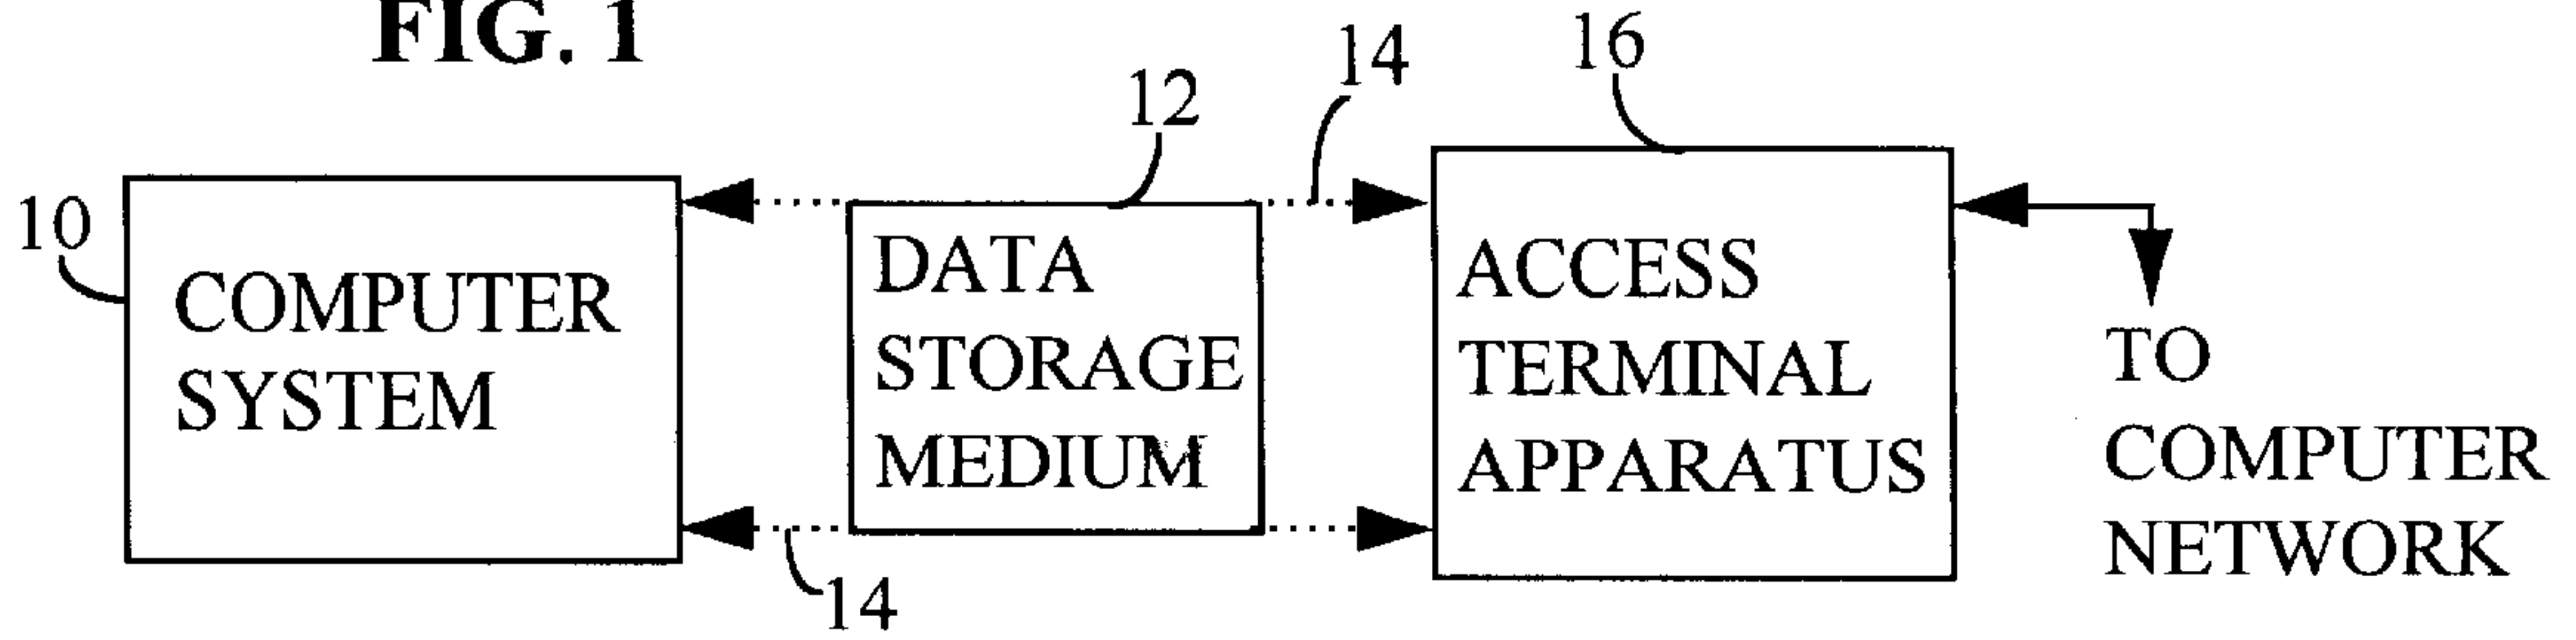 FIG. 1
10
COMPUTER
SYSTEM
12
DATA
STORAGE
MEDIUM
14
14
16
ACCESS
TERMINAL
APPARATUS
TO
COMPUTER
NETWORK